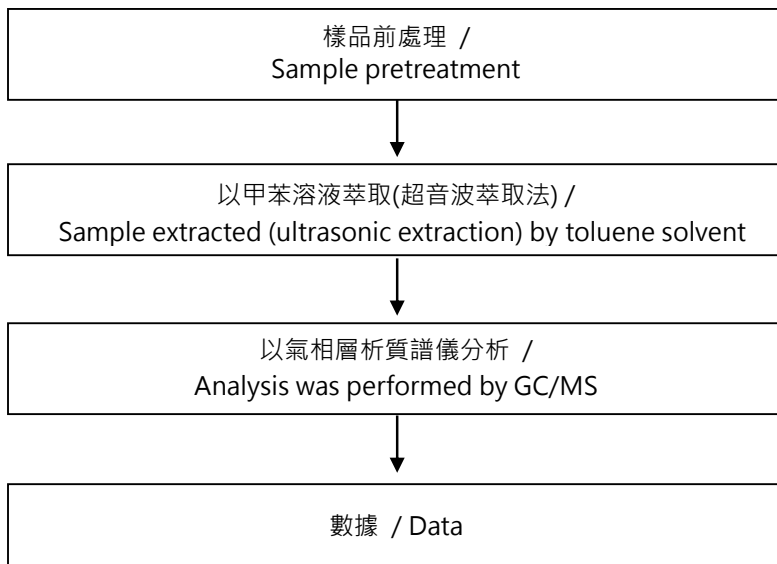 樣品前處理 /
Sample pretreatment
以甲苯溶液萃取(超音波萃取法) /
Sample extracted (ultrasonic extraction) by toluene solvent
以氣相層析質譜儀分析 /
Analysis was performed by GC/MS
數據 / Data